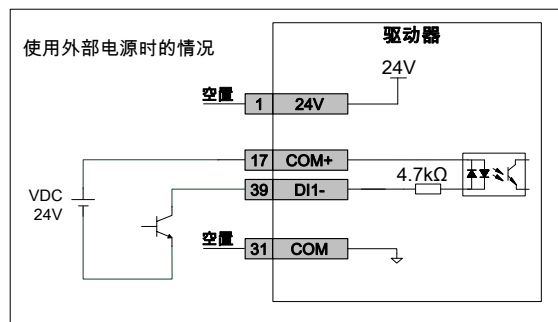 使用外部电源时的情况
驱动器
24V
空置 1 24V
17 COM+
4.7kΩ
39 DI1-
VDC
24V
空置 31 COM